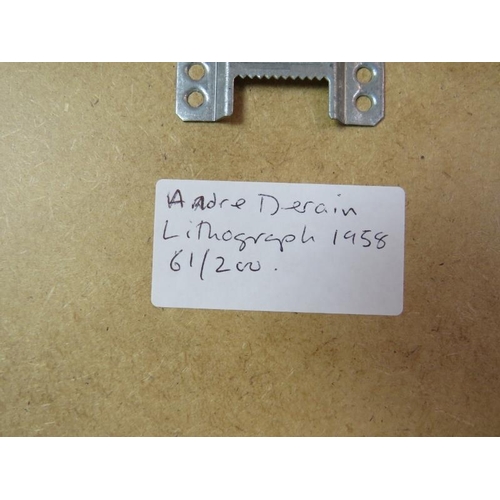 Andre Derain
Lithograph 1958
61/200.